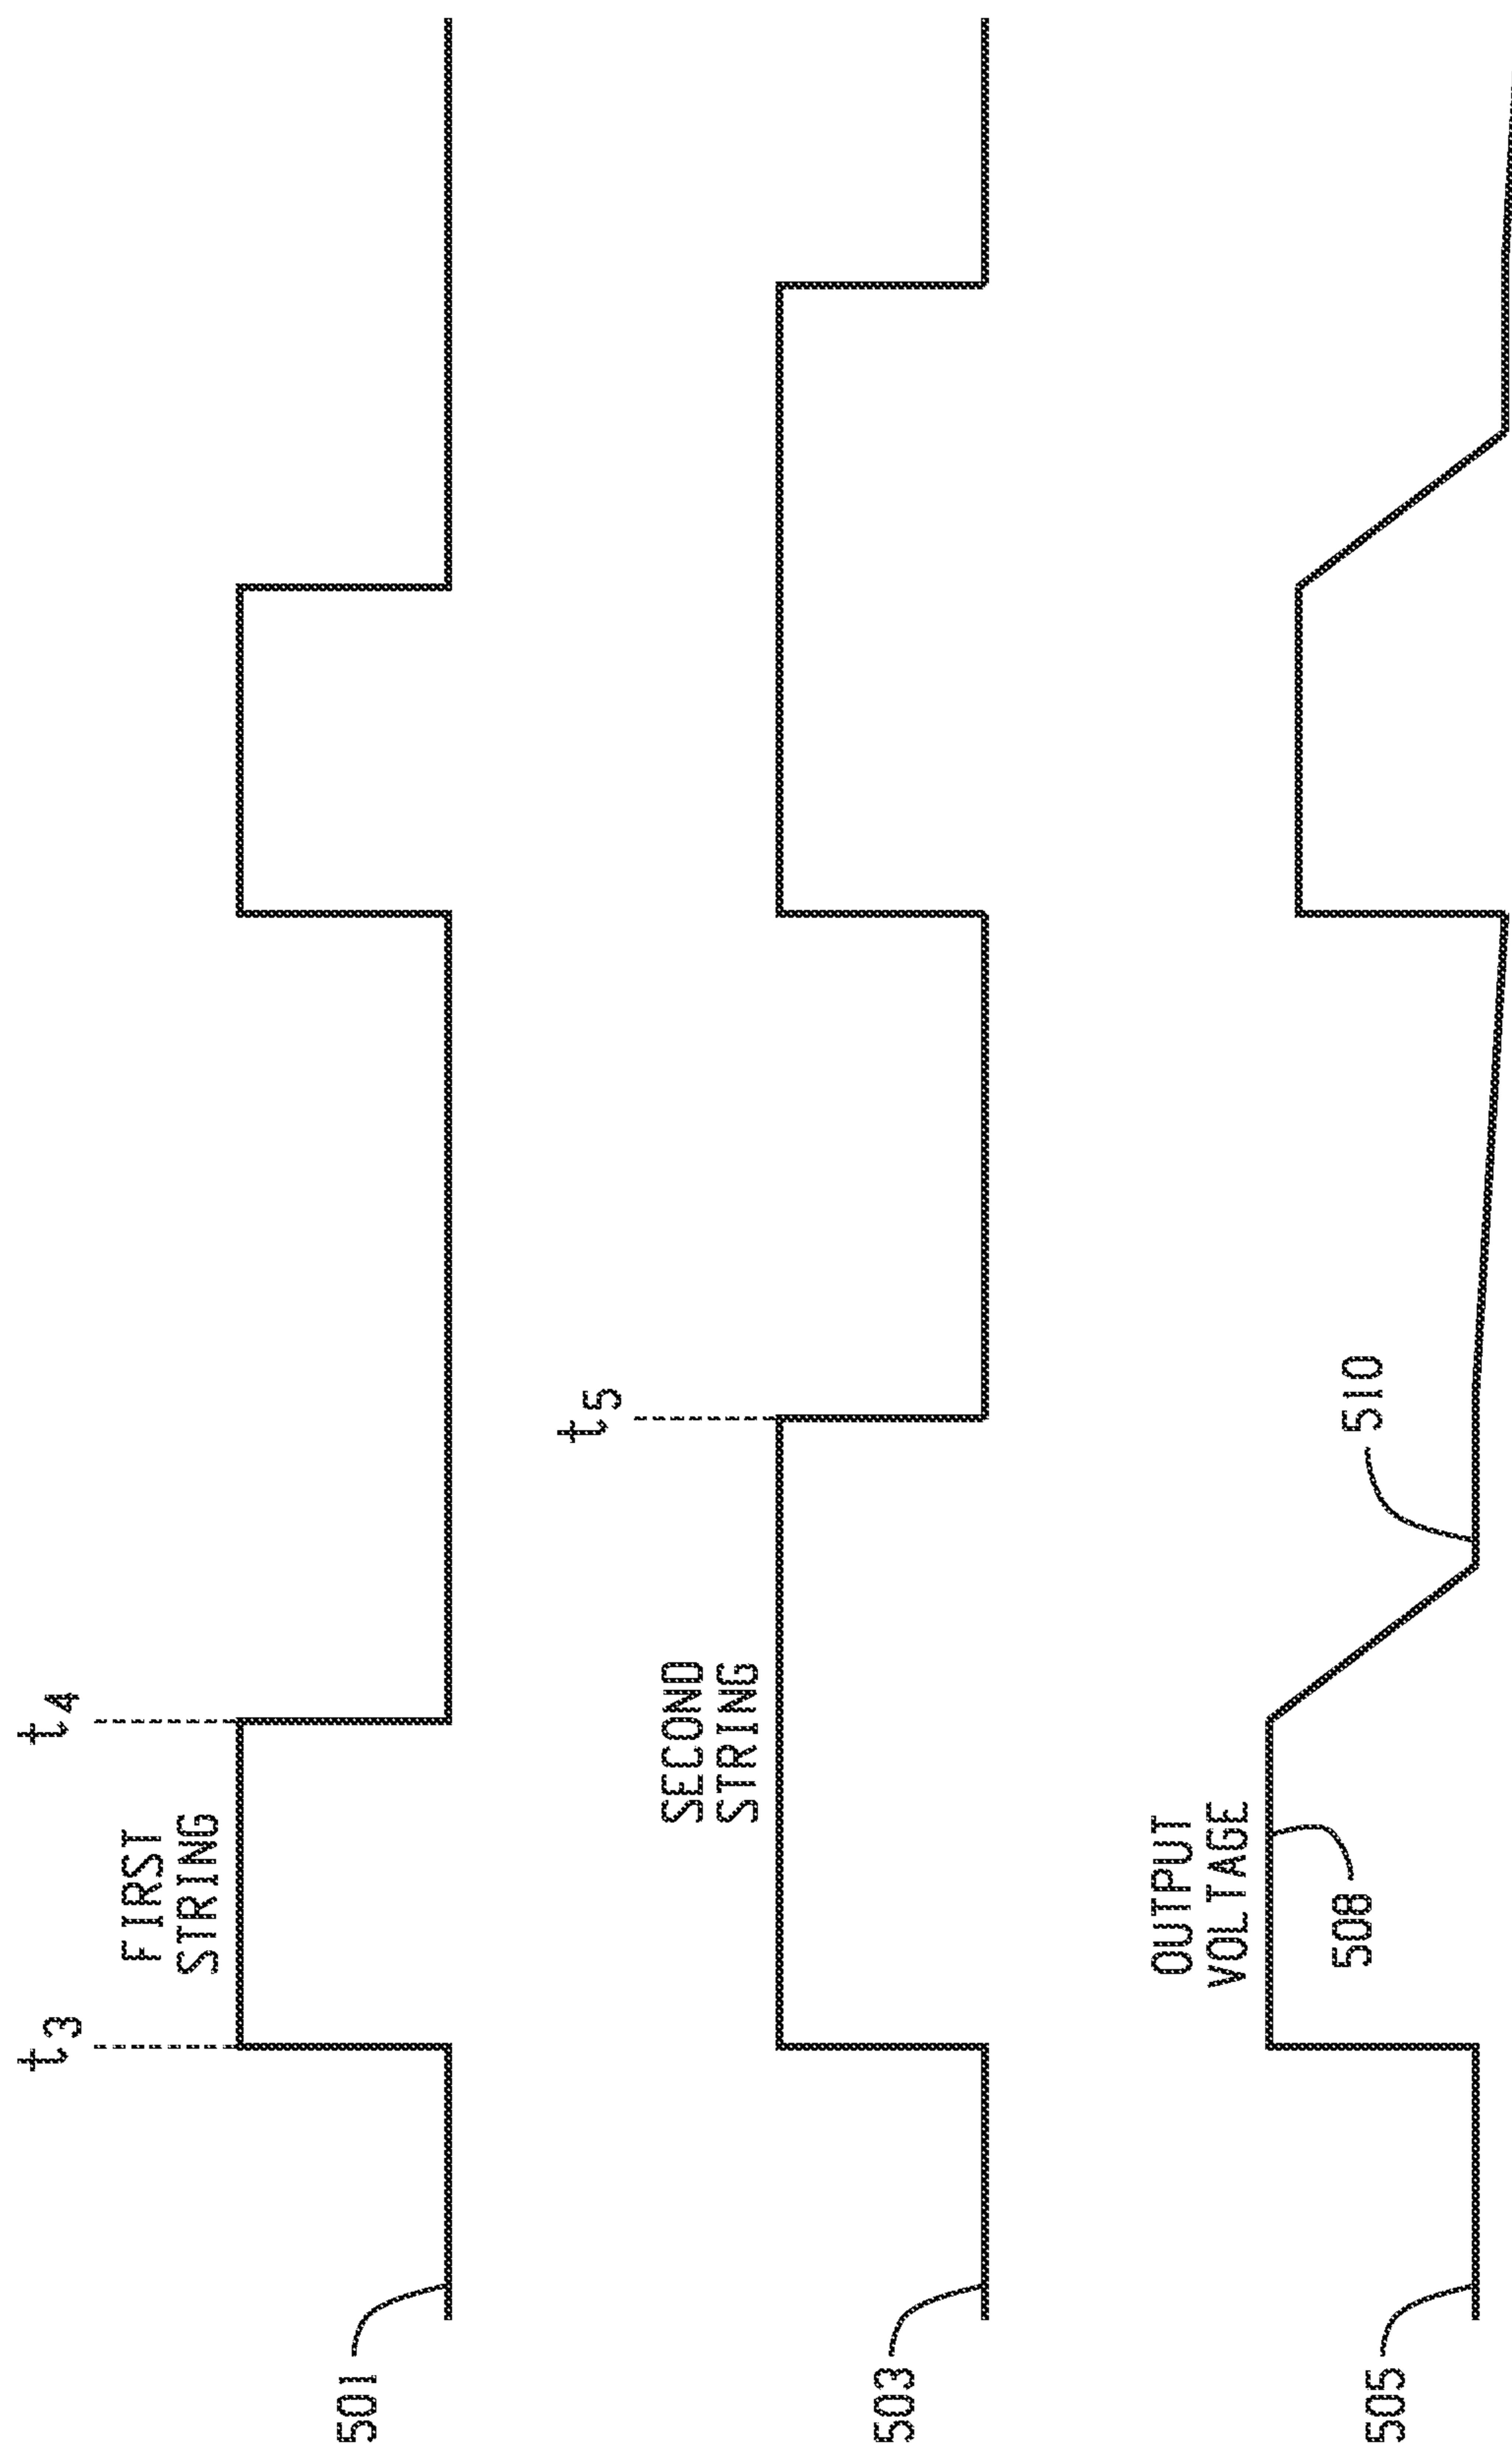 t3
t4
FIRST
STRING
501
t5
SECOND
STRING
503
OUTPUT
VOLTAGE
508
510
505